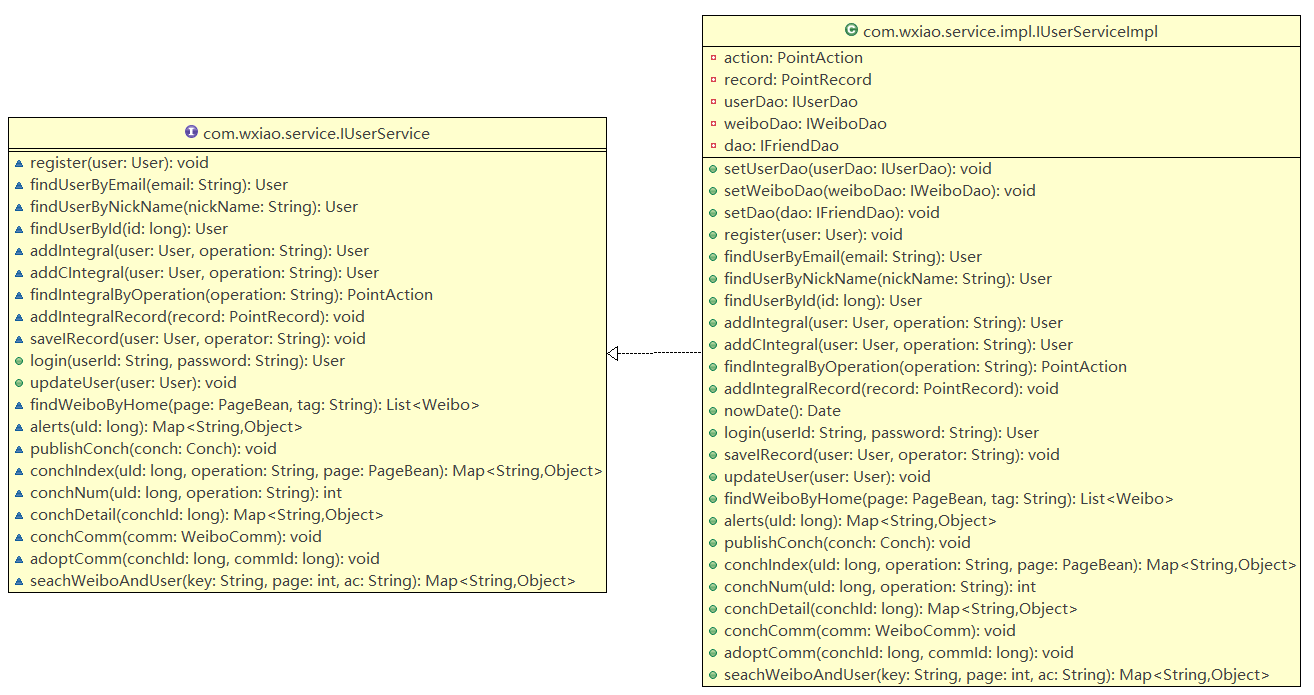 com.wxiao.service.IUserService
register(user: User): void
findUserByEmail(email: String): User
findUserByNickName(nickName: String): User
findUserById(id: long): User
addIntegral(user: User, operation: String): User
addCIntegral(user: User, operation: String): User
findIntegralByOperation(operation: String): PointAction
addIntegralRecord(record: PointRecord): void
saveIRecord(user: User, operator: String): void
login(userId: String, password: String): User
updateUser(user: User): void
findWeiboByHome(page: PageBean, tag: String): List<Weibo>
alerts(uId: long): Map<String,Object>
publishConch(conch: Conch): void
conchIndex(uId: long, operation: String, page: PageBean): Map<String,Object>
conchNum(uId: long, operation: String): int
conchDetail(conchId: long): Map<String,Object>
conchComm(comm: WeiboComm): void
adoptComm(conchId: long, commId: long): void
seachWeiboAndUser(key: String, page: int, ac: String): Map<String,Object>
com.wxiao.service.impl.IUserServiceImpl
action: PointAction
record: PointRecord
userDao: IUserDao
weiboDao: IWeiboDao
dao: IFriendDao
setUserDao(userDao: IUserDao): void
setWeiboDao(weiboDao: IWeiboDao): void
setDao(dao: IFriendDao): void
register(user: User): void
findUserByEmail(email: String): User
findUserByNickName(nickName: String): User
findUserById(id: long): User
addIntegral(user: User, operation: String): User
addCIntegral(user: User, operation: String): User
findIntegralByOperation(operation: String): PointAction
addIntegralRecord(record: PointRecord): void
nowDate(): Date
login(userId: String, password: String): User
saveIRecord(user: User, operator: String): void
updateUser(user: User): void
findWeiboByHome(page: PageBean, tag: String): List<Weibo>
alerts(uId: long): Map<String,Object>
publishConch(conch: Conch): void
conchIndex(uId: long, operation: String, page: PageBean): Map<String,Object>
conchNum(uId: long, operation: String): int
conchDetail(conchId: long): Map<String,Object>
conchComm(comm: WeiboComm): void
adoptComm(conchId: long, commId: long): void
seachWeiboAndUser(key: String, page: int, ac: String): Map<String,Object>